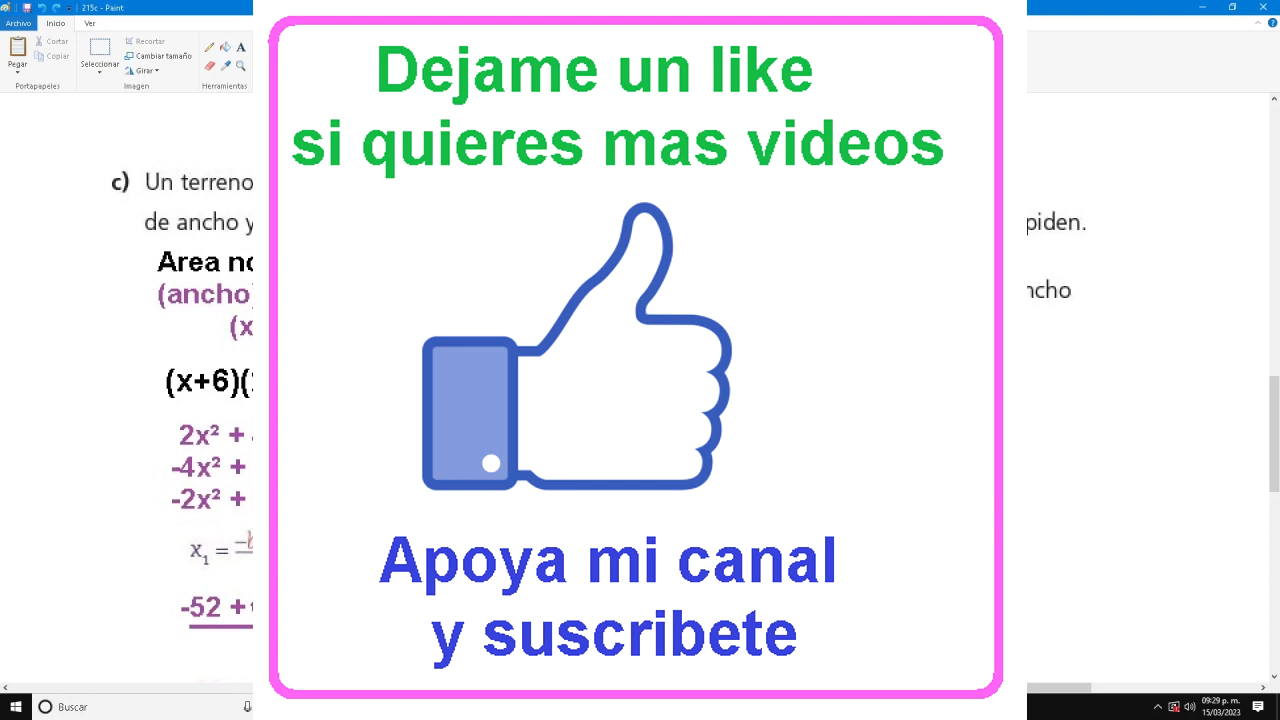 215c - Paint
Archivo Inicio Ver
Pegar
Cortar
Copiar
Portapapeles
Seleccionar
Recortar
Cambiar tamaño
Girar
Imagen
Herramientas
Dejame un like
si quieres mas videos
Apoya mi canal
y suscribete
c) Un terreno
de ancho y
piden.
Area no
(ancho)
ncho
(x
(x+6)(
2x² +
-4x² +
-2x² +
x₁ =
-52 +
Buscar
09:29 p. m.
15/03/2023